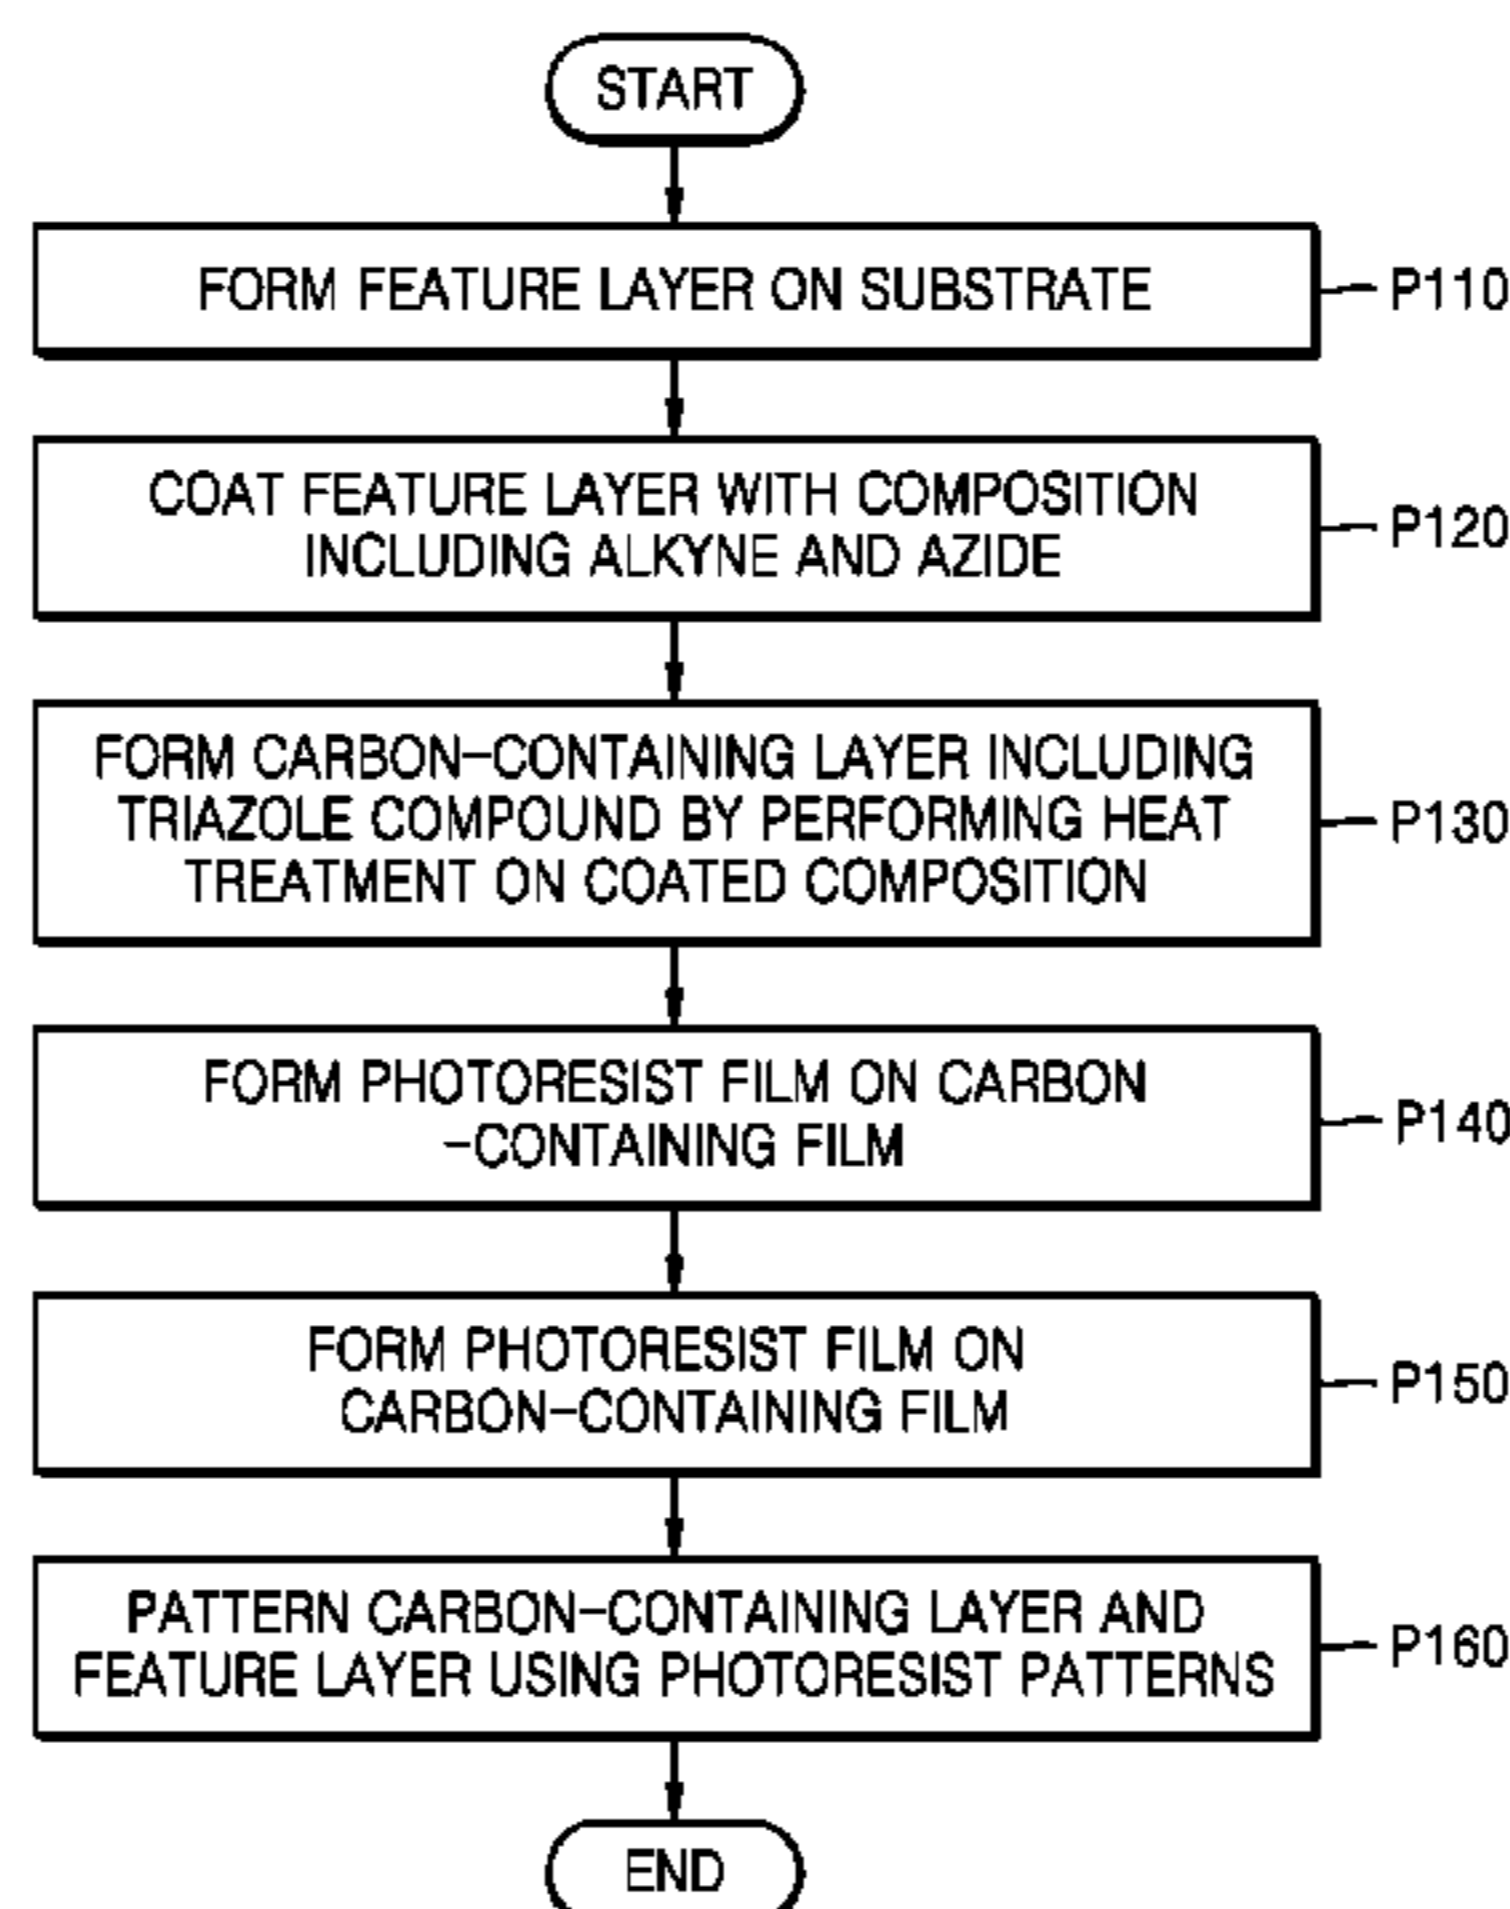 START
FORM FEATURE LAYER ON SUBSTRATE
P110
COAT FEATURE LAYER WITH COMPOSITION
INCLUDING ALKYNE AND AZIDE
P120
FORM CARBON-CONTAINING LAYER INCLUDING
TRIAZOLE COMPOUND BY PERFORMING HEAT
TREATMENT ON COATED COMPOSITION
P130
FORM PHOTORESIST FILM ON CARBON
-CONTAINING FILM
P140
FORM PHOTORESIST FILM ON
CARBON-CONTAINING FILM
P150
PATTERN CARBON-CONTAINING LAYER AND
FEATURE LAYER USING PHOTORESIST PATTERNS
P160
END